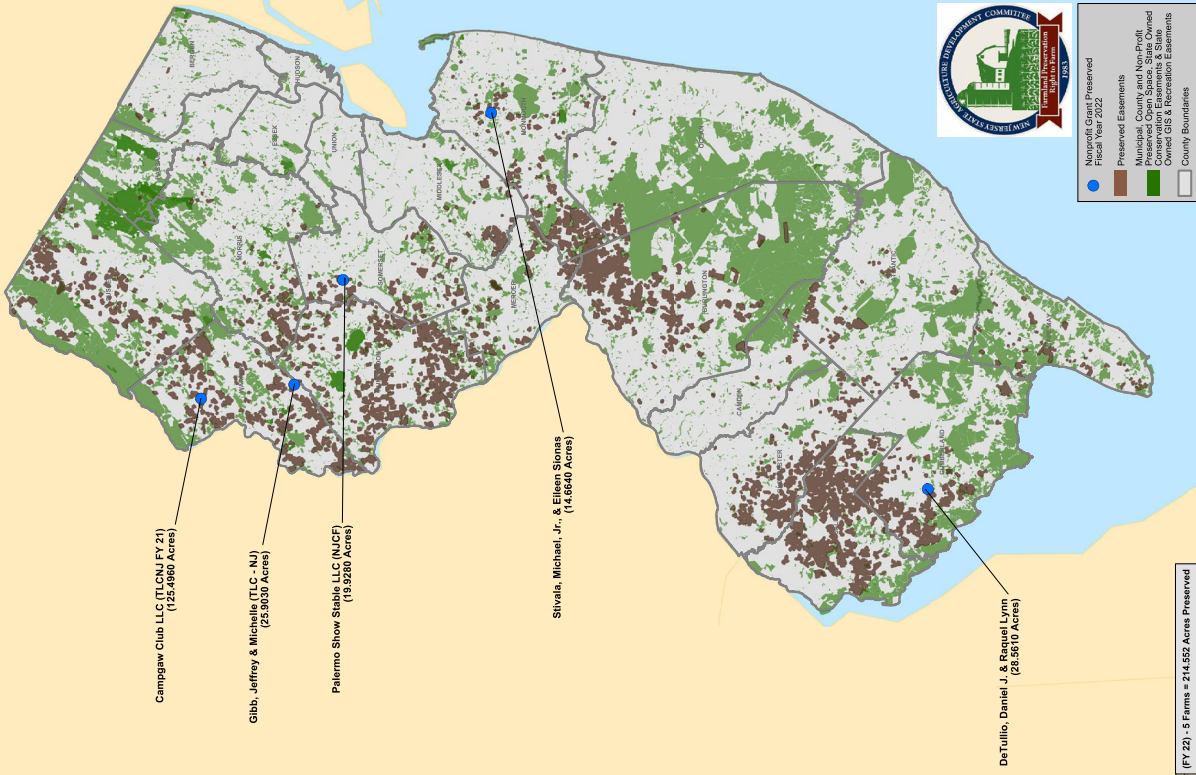 Campgaw Club LLC (TLCNJ FY 21)
(125.4960 Acres)
Gibb, Jeffrey & Michelle (TLC - NJ)
(25.9030 Acres)
Palermo Show Stable LLC (NJCF)
(19.9280 Acres)
Stivala, Michael, Jr., & Eileen Sionas
(14.6640 Acres)
DeTullio, Daniel J. & Raquel Lynn
(28.5610 Acres)
BERGEN
HUDSON
ESSEX
UNION
MORRIS
MIDDLESEX
SOMERSET
MERCER
MONMOUTH
OCEAN
BURLINGTON
CAMDEN
ATLANTIC
CUMBERLAND
NEW JERSEY STATE AGRICULTURE DEVELOPMENT COMMITTEE
Farmland Preservation
Right to Farm
1983
Nonprofit Grant Preserved
Fiscal Year 2022
Preserved Easements
Municipal, County and Non-Profit
Preserved Open Space, State Owned
Conservation Easements & State
Owned GIS & Recreation Easements
County Boundaries
(FY 22) - 5 Farms = 214.552 Acres Preserved